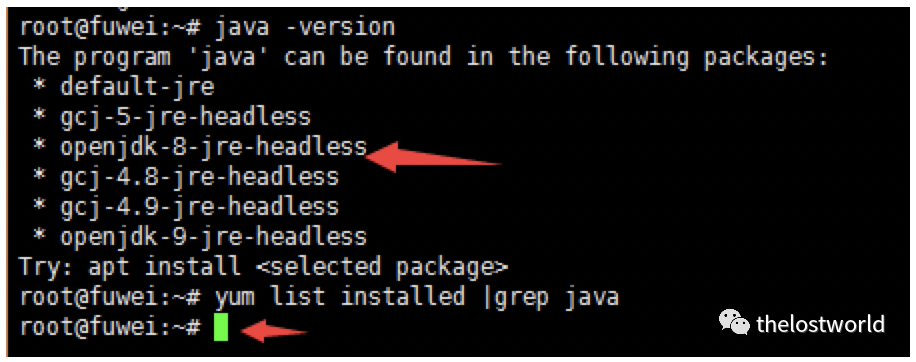 root@fuwei:~# java -version
The program 'java' can be found in the following packages:
 * default-jre
 * gcj-5-jre-headless
 * openjdk-8-jre-headless
 * gcj-4.8-jre-headless
 * gcj-4.9-jre-headless
 * openjdk-9-jre-headless
Try: apt install <selected package>
root@fuwei:~# yum list installed |grep java
root@fuwei:~#
thelostworld